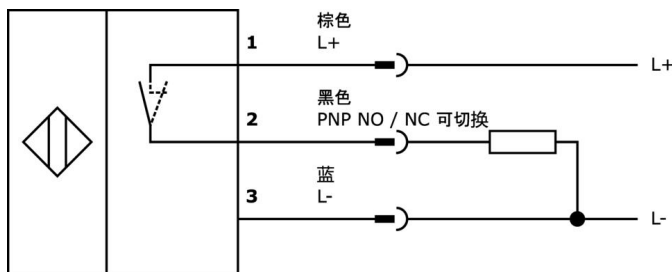 棕色
1 L+ L+
黑色
2 PNP NO / NC 可切换
蓝
3 L- L-